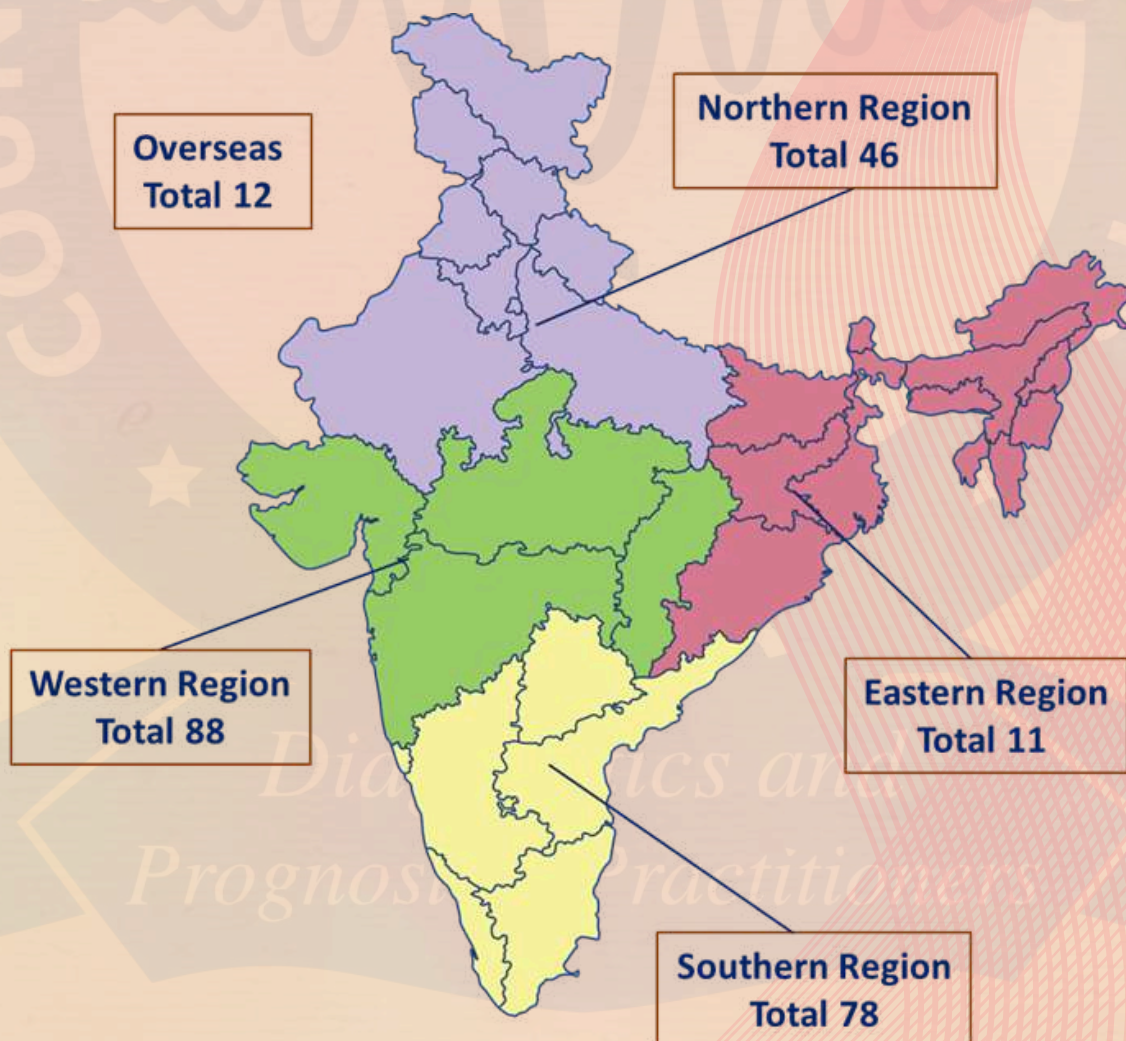 Overseas
Total 12
Northern Region
Total 46
Western Region
Total 88
Eastern Region
Total 11
Southern Region
Total 78
Prognos